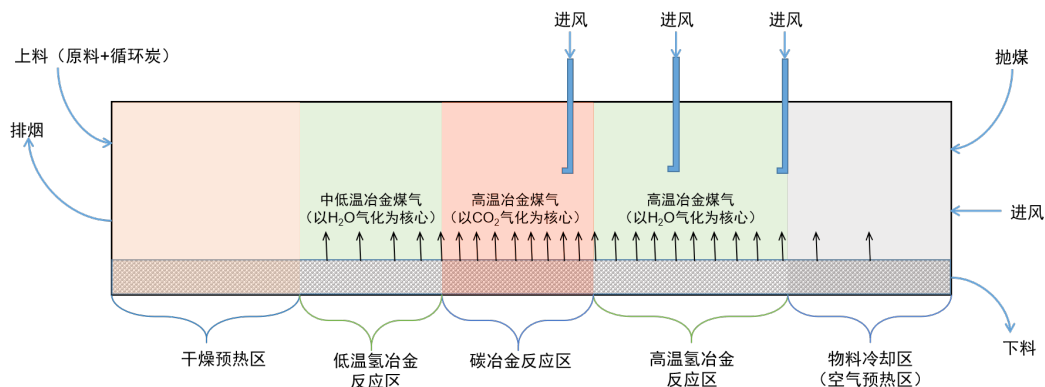 进风
进风
进风
上料（原料+循环炭）
抛煤
排烟
中低温冶金煤气
（以H₂O气化为核心）
高温冶金煤气
（以CO₂气化为核心）
高温冶金煤气
（以H₂O气化为核心）
进风
下料
干燥预热区
低温氢冶金
反应区
碳冶金反应区
高温氢冶金
反应区
物料冷却区
（空气预热区）